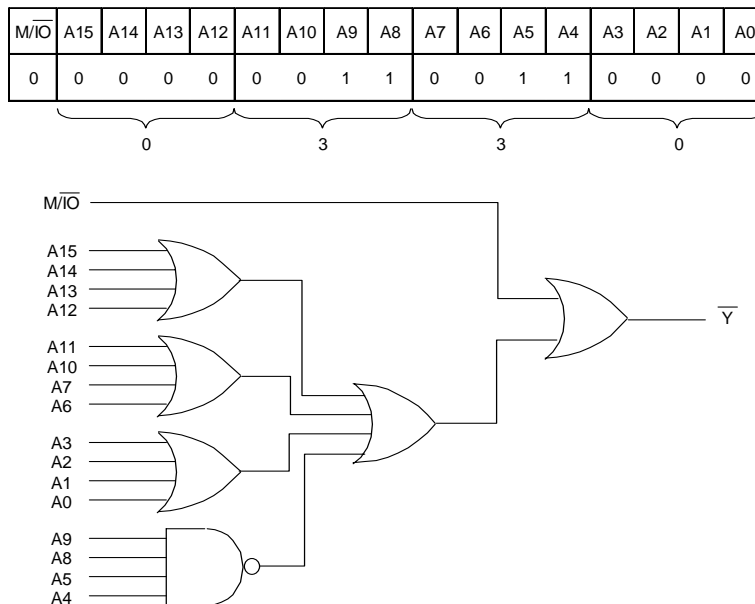 M/I̅O̅ A15 A14 A13 A12 A11 A10 A9 A8 A7 A6 A5 A4 A3 A2 A1 A0
0 0 0 0 0 0 0 1 1 0 0 1 1 0 0 0 0
0 3 3 0
M/I̅O̅
A15
A14
A13
A12
Y̅
A11
A10
A7
A6
A3
A2
A1
A0
A9
A8
A5
A4